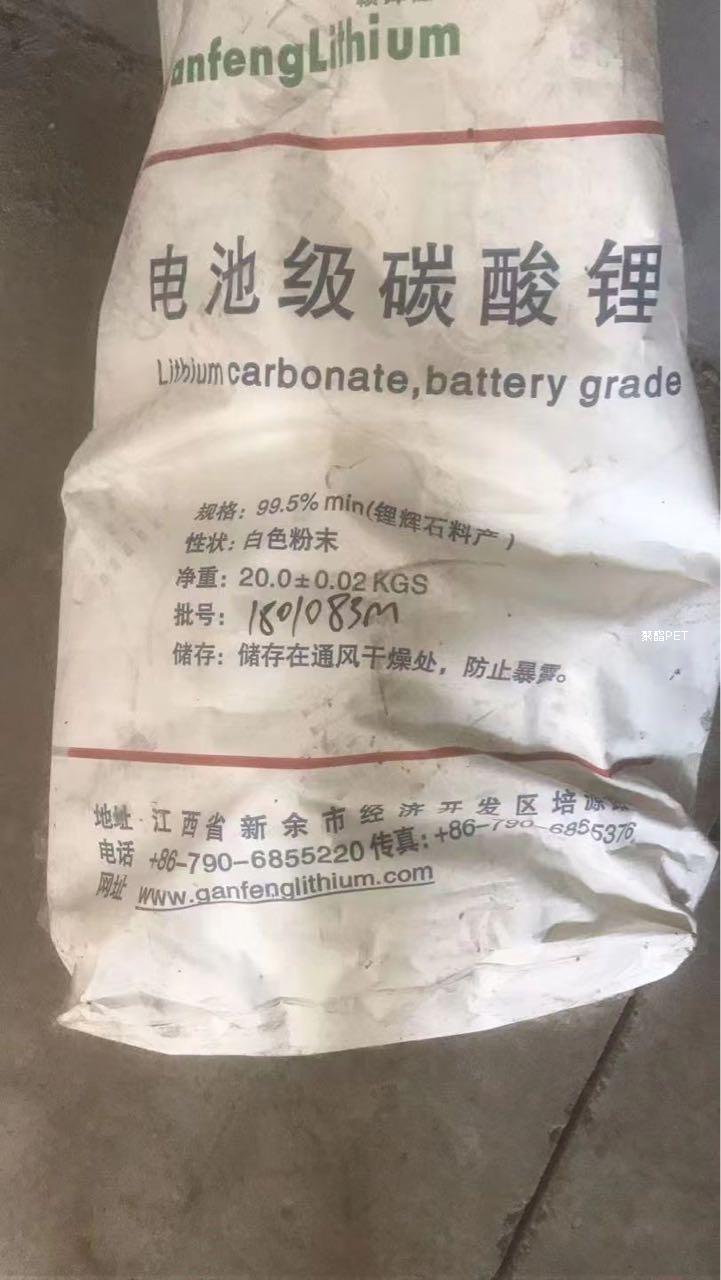 anfengLithium
电池级碳酸锂
Lithium carbonate,battery grade
规格：99.5% min(锂辉石料产）
性状：白色粉末
净重：20.0±0.02 KGS
批号：180108SM
储存：储存在通风干燥处，防止暴露。
聚酯PET
地址：江西省新余市经济开发区培源
电话 +86-790-6855220 传真：+86-790-6855376
网址 www.ganfenglithium.com